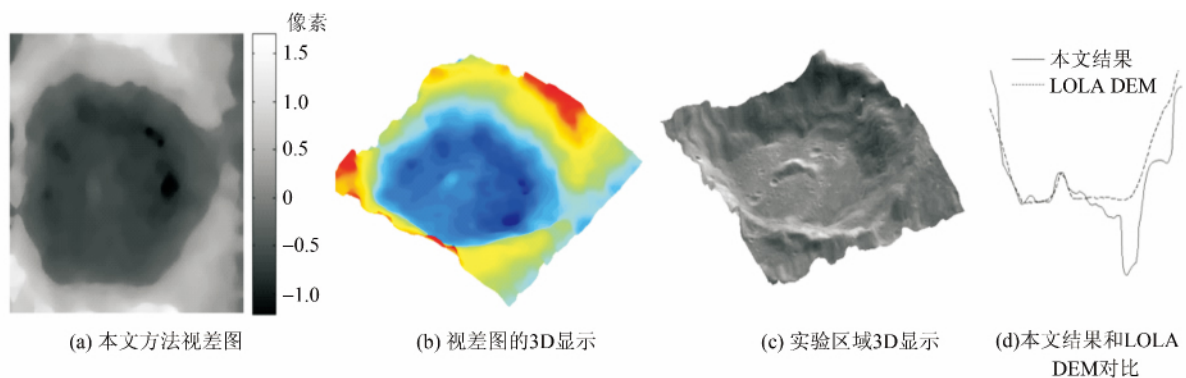 像素
1.5
1.0
0.5
0
−0.5
−1.0
本文结果
LOLA DEM
(a) 本文方法视差图
(b) 视差图的3D显示
(c) 实验区域3D显示
(d)本文结果和LOLA
DEM对比